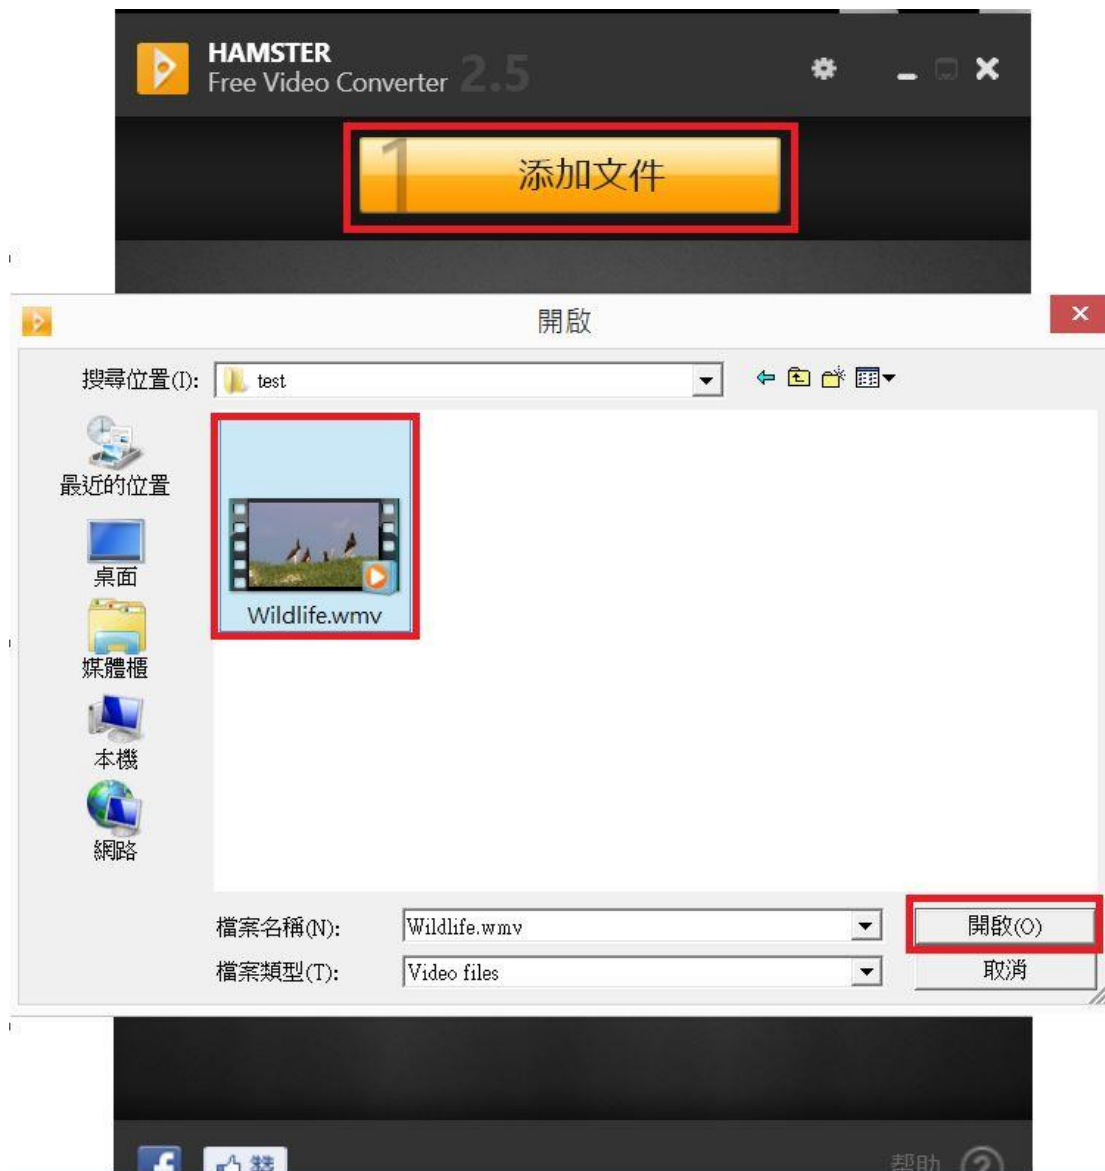 HAMSTER
Free Video Converter 2.5
1 添加文件
開啟
搜尋位置(I): test
最近的位置
桌面
媒體櫃
本機
網路
Wildlife.wmv
檔案名稱(N): Wildlife.wmv 開啟(O)
檔案類型(T): Video files 取消
f 赞 帮助 ?